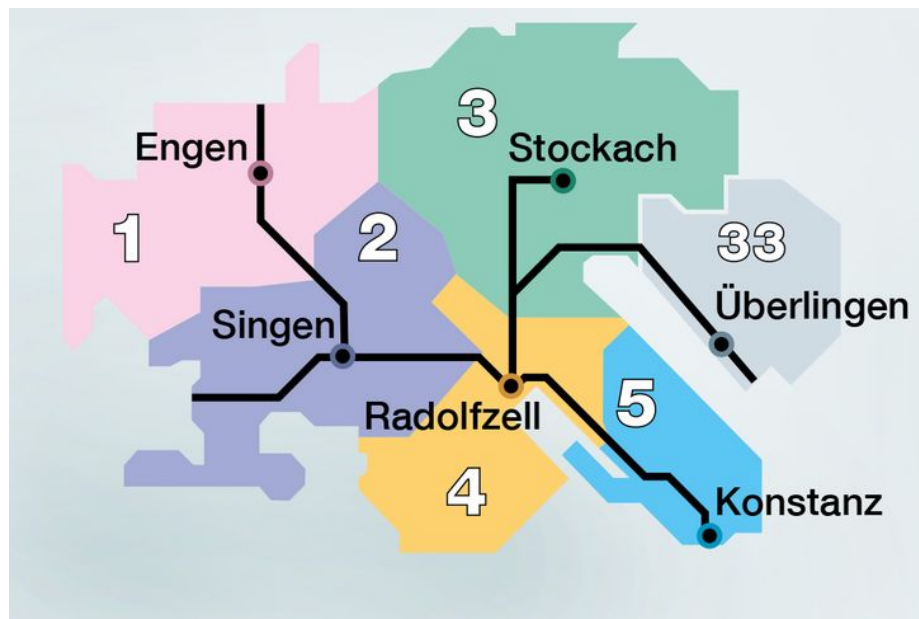 3
Engen
Stockach
1
2
33
Singen
Überlingen
Radolfzell
5
4
Konstanz